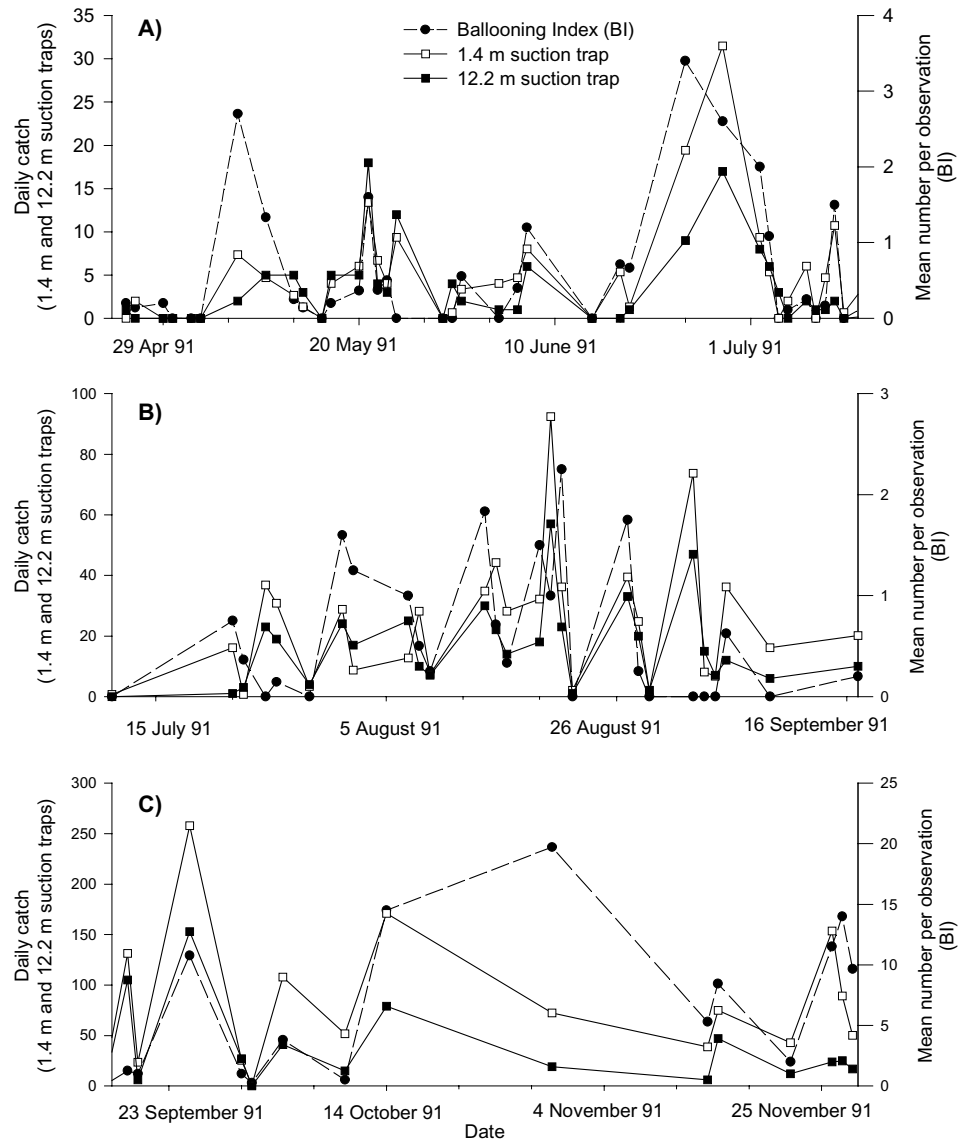 A)
Ballooning Index (BI)
1.4 m suction trap
12.2 m suction trap
Daily catch
(1.4 m and 12.2 m suction traps)
35
30
25
20
15
10
5
0
4
3
2
1
0
Mean number per observation
(BI)
29 Apr 91
20 May 91
10 June 91
1 July 91
B)
Daily catch
(1.4 m and 12.2 m suction traps)
100
80
60
40
20
0
3
2
1
0
Mean number per observation
(BI)
15 July 91
5 August 91
26 August 91
16 September 91
C)
Daily catch
(1.4 m and 12.2 m suction traps)
300
250
200
150
100
50
0
25
20
15
10
5
0
Mean number per observation
(BI)
23 September 91
14 October 91
4 November 91
25 November 91
Date